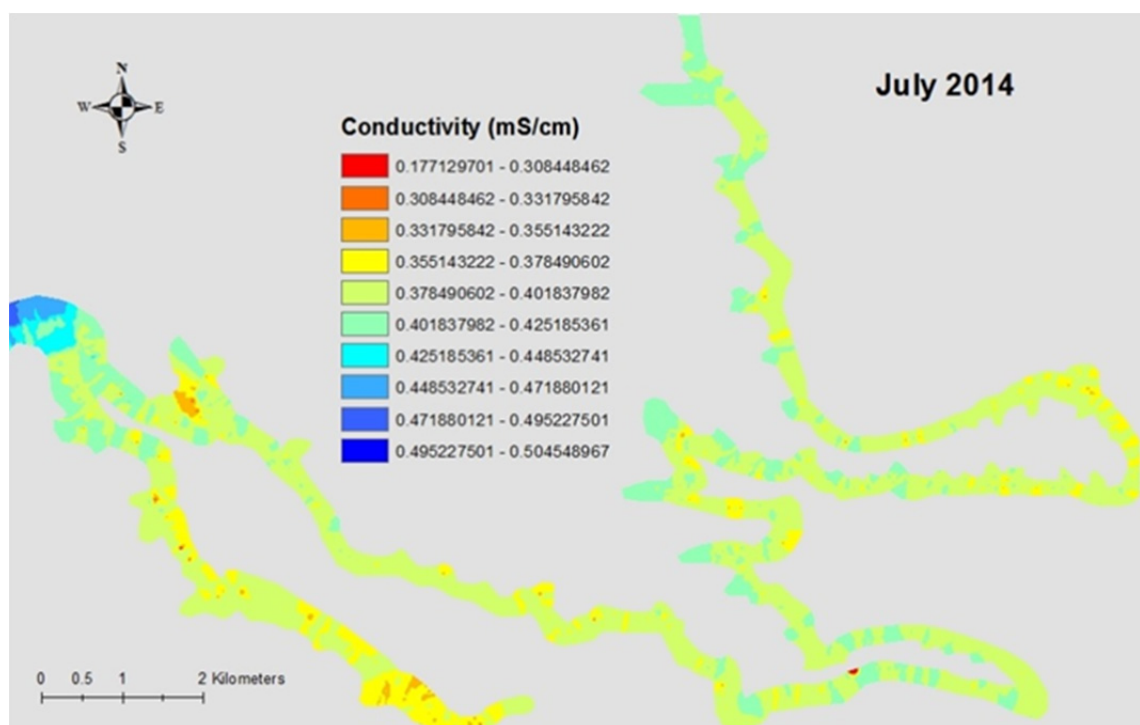 July 2014
N
W E
S
Conductivity (mS/cm)
0.177129701 - 0.308448462
0.308448462 - 0.331795842
0.331795842 - 0.355143222
0.355143222 - 0.378490602
0.378490602 - 0.401837982
0.401837982 - 0.425185361
0.425185361 - 0.448532741
0.448532741 - 0.471880121
0.471880121 - 0.495227501
0.495227501 - 0.504548967
0 0.5 1 2 Kilometers